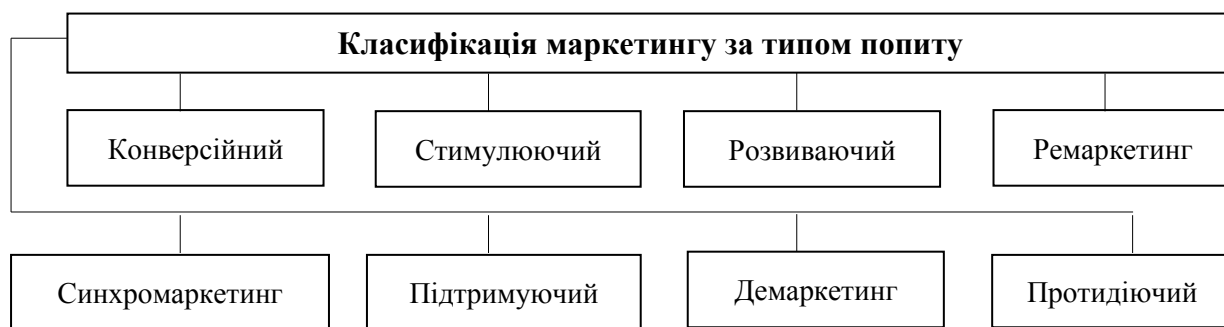 Класифікація маркетингу за типом попиту
Конверсійний
Стимулюючий
Розвиваючий
Ремаркетинг
Синхромаркетинг
Підтримуючий
Демаркетинг
Протидіючий